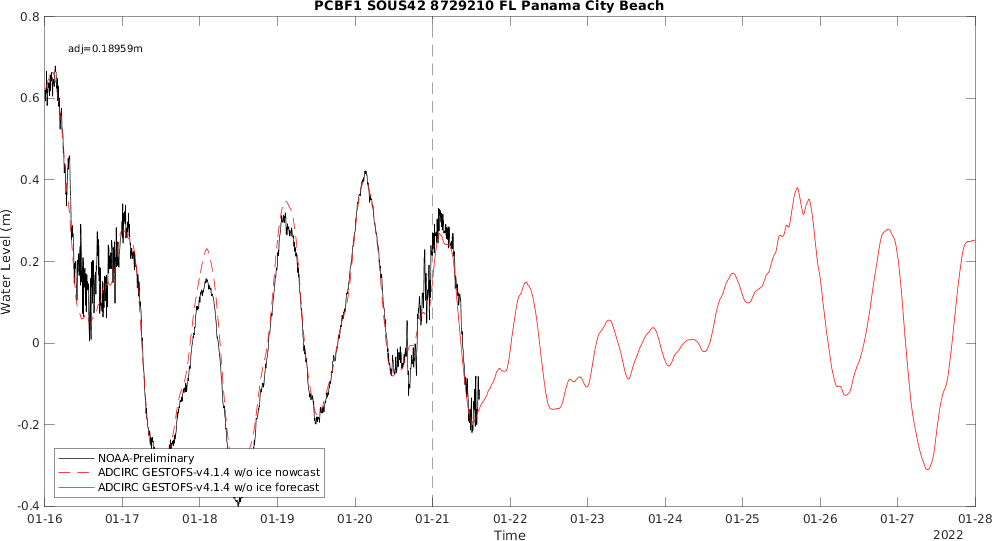 PCBF1 SOUS42 8729210 FL Panama City Beach
adj=0.18959m
0.8
0.6
0.4
0.2
0
-0.2
-0.4
Water Level (m)
NOAA-Preliminary
ADCIRC GESTOFS-v4.1.4 w/o ice nowcast
ADCIRC GESTOFS-v4.1.4 w/o ice forecast
01-16 01-17 01-18 01-19 01-20 01-21 01-22 01-23 01-24 01-25 01-26 01-27 01-28
Time
2022